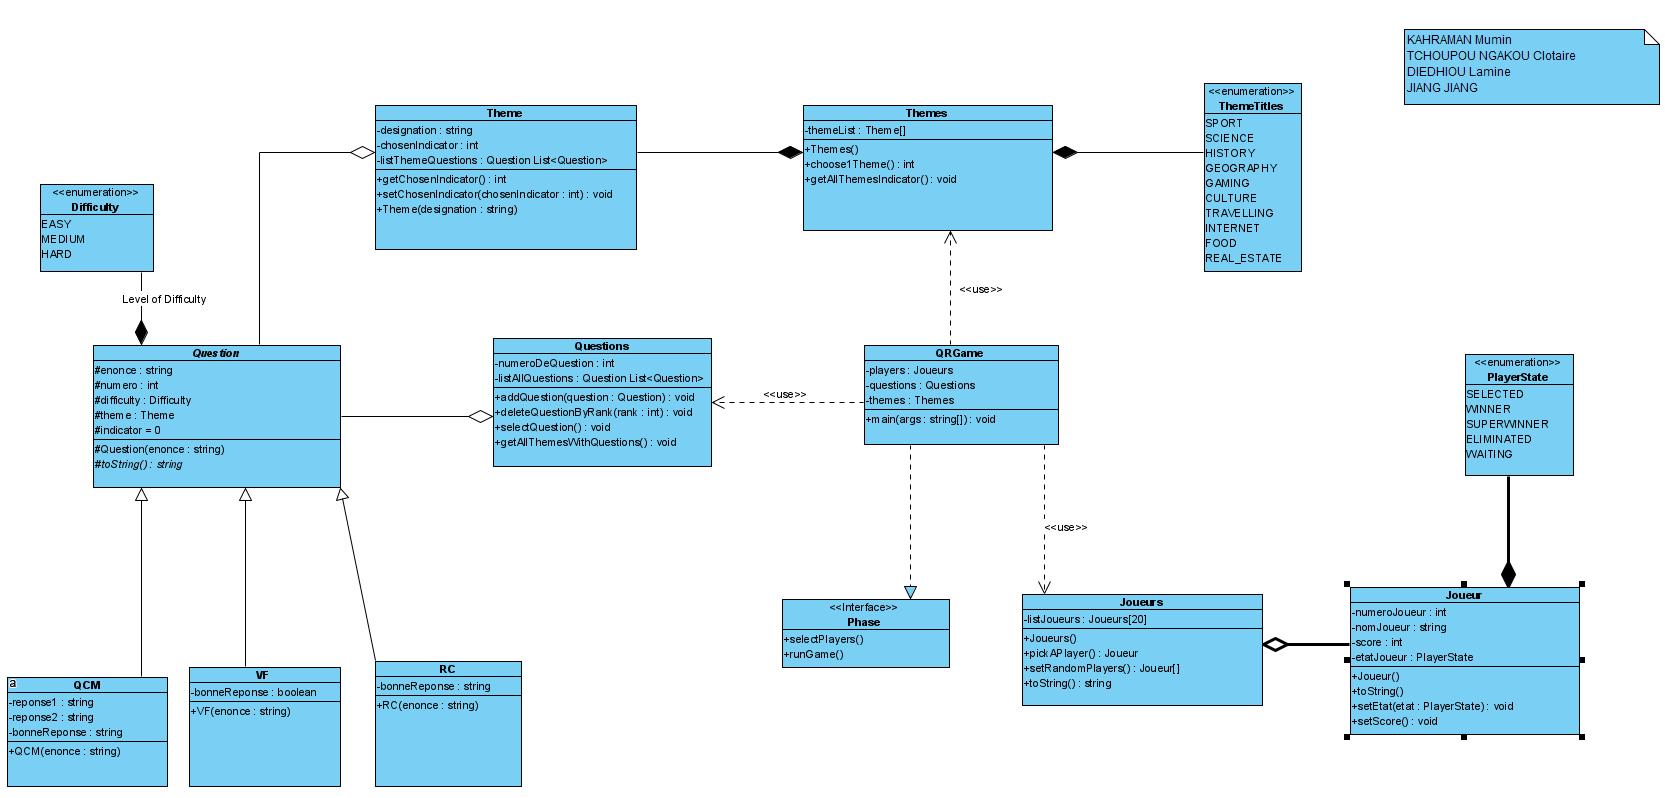 KAHRAMAN Mumin
TCHOUPOU NGAKOU Clotaire
DIEDHIOU Lamine
JIANG JIANG
<<enumeration>>
ThemeTitles
SPORT
SCIENCE
HISTORY
GEOGRAPHY
GAMING
CULTURE
TRAVELLING
INTERNET
FOOD
REAL_ESTATE
Theme
-designation : string
-chosenIndicator : int
-listThemeQuestions : Question List<Question>
+getChosenIndicator() : int
+setChosenIndicator(chosenIndicator : int) : void
+Theme(designation : string)
Themes
-themeList : Theme[]
+Themes()
+choose1Theme() : int
+getAllThemesIndicator() : void
<<enumeration>>
Difficulty
EASY
MEDIUM
HARD
Level of Difficulty
<<use>>
Question
#enonce : string
#numero : int
#difficulty : Difficulty
#theme : Theme
#indicator = 0
#Question(enonce : string)
#toString() : string
Questions
-numeroDeQuestion : int
-listAllQuestions : Question List<Question>
+addQuestion(question : Question) : void
+deleteQuestionByRank(rank : int) : void
+selectQuestion() : void
+getAllThemesWithQuestions() : void
<<use>>
QRGame
-players : Joueurs
-questions : Questions
-themes : Themes
+main(args : string[]) : void
<<enumeration>>
PlayerState
SELECTED
WINNER
SUPERWINNER
ELIMINATED
WAITING
<<use>>
<<Interface>>
Phase
+selectPlayers()
+runGame()
Joueurs
-listJoueurs : Joueurs[20]
+Joueurs()
+pickAPlayer() : Joueur
+setRandomPlayers() : Joueur[]
+toString() : string
Joueur
-numeroJoueur : int
-nomJoueur : string
-score : int
-etatJoueur : PlayerState
+Joueur()
+toString()
+setEtat(etat : PlayerState) : void
+setScore() : void
a
QCM
-reponse1 : string
-reponse2 : string
-bonneReponse : string
+QCM(enonce : string)
VF
-bonneReponse : boolean
+VF(enonce : string)
RC
-bonneReponse : string
+RC(enonce : string)